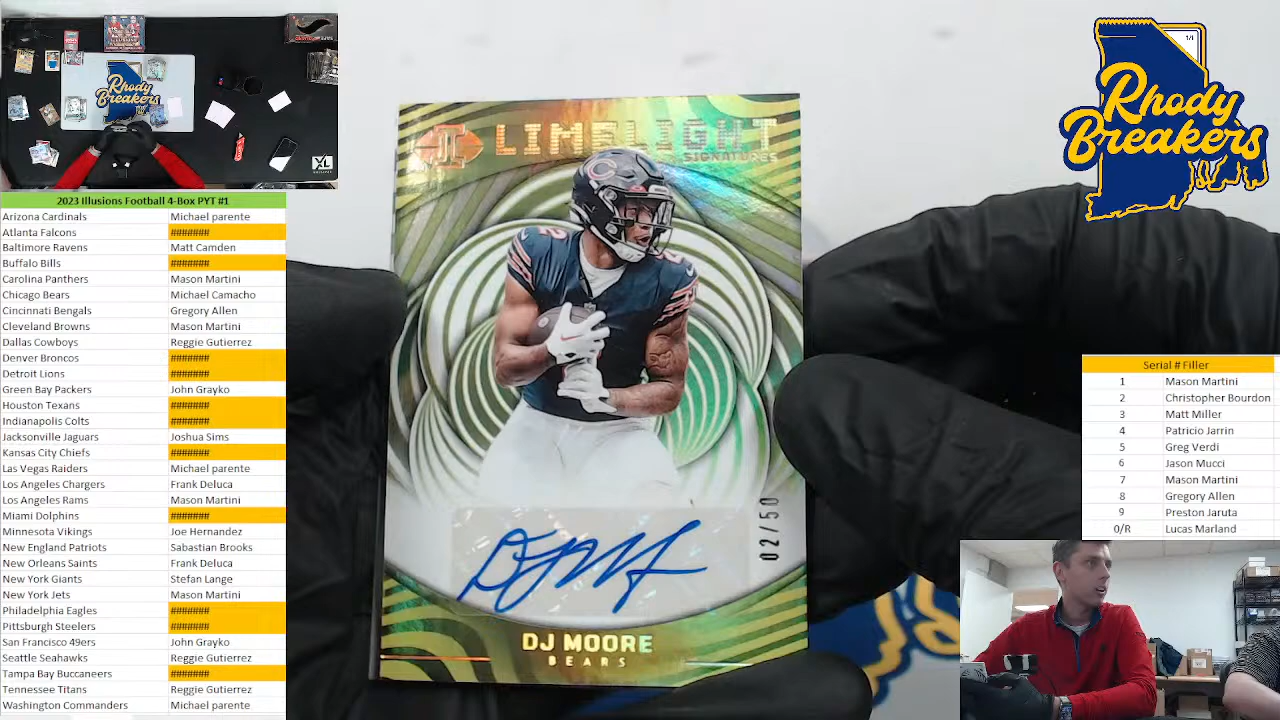 2023 Illusions Football 4-Box PYT #1
Arizona Cardinals Michael parente
Atlanta Falcons #######
Baltimore Ravens Matt Camden
Buffalo Bills #######
Carolina Panthers Mason Martini
Chicago Bears Michael Camacho
Cincinnati Bengals Gregory Allen
Cleveland Browns Mason Martini
Dallas Cowboys Reggie Gutierrez
Denver Broncos #######
Detroit Lions #######
Green Bay Packers John Grayko
Houston Texans #######
Indianapolis Colts #######
Jacksonville Jaguars Joshua Sims
Kansas City Chiefs #######
Las Vegas Raiders Michael parente
Los Angeles Chargers Frank Deluca
Los Angeles Rams Mason Martini
Miami Dolphins #######
Minnesota Vikings Joe Hernandez
New England Patriots Sabastian Brooks
New Orleans Saints Frank Deluca
New York Giants Stefan Lange
New York Jets Mason Martini
Philadelphia Eagles #######
Pittsburgh Steelers #######
San Francisco 49ers John Grayko
Seattle Seahawks Reggie Gutierrez
Tampa Bay Buccaneers #######
Tennessee Titans Reggie Gutierrez
Washington Commanders Michael parente
Rhody
Breakers
XL
LIMELIGHT
SIGNATURES
02/50
DJ MOORE
BEARS
1/1
Rhody
Breakers
Serial # Filler
1 Mason Martini
2 Christopher Bourdon
3 Matt Miller
4 Patricio Jarrin
5 Greg Verdi
6 Jason Mucci
7 Mason Martini
8 Gregory Allen
9 Preston Jaruta
0/R Lucas Marland